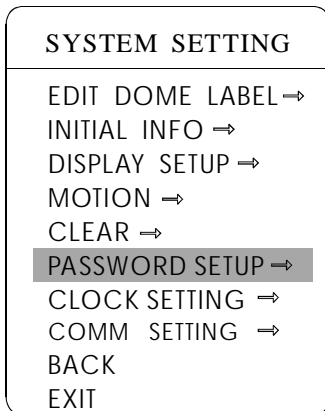 SYSTEM SETTING
EDIT DOME LABEL⇒
INITIAL INFO ⇒
DISPLAY SETUP ⇒
MOTION ⇒
CLEAR ⇒
PASSWORD SETUP ⇒
CLOCK SETTING ⇒
COMM SETTING ⇒
BACK
EXIT